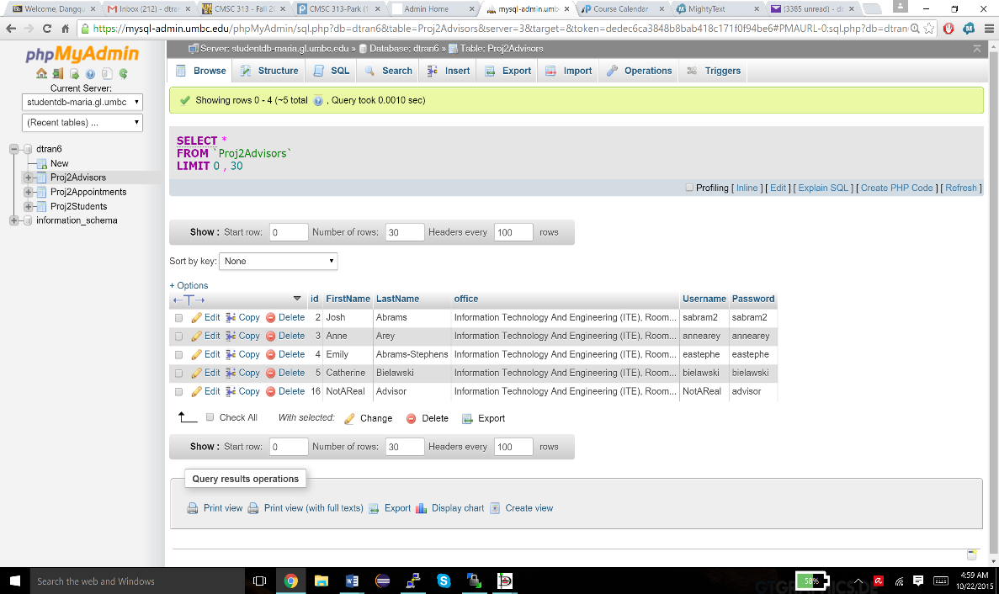 Welcome, Dangqu
Inbox (212) - dtran
CMSC 313 - Fall 20
CMSC 313-Park (1
Admin Home
mysql-admin.umb
Course Calendar
MightyText
(3385 unread) - d
https://mysql-admin.umbc.edu/phpMyAdmin/sql.php?db=dtran6&table=Proj2Advisors&server=3&target=&token=dedec6ca3848b8bab418c171f0f94be6#PMAURL-0:sql.php?db=dtran
phpMyAdmin
Current Server:
studentdb-maria.gl.umbc
(Recent tables) ...
dtran6
New
Proj2Advisors
Proj2Appointments
Proj2Students
information_schema
Server: studentdb-maria.gl.umbc.edu » Database: dtran6 » Table: Proj2Advisors
Browse Structure SQL Search Insert Export Import Operations Triggers
Showing rows 0 - 4 (~5 total , Query took 0.0010 sec)
SELECT *
FROM `Proj2Advisors`
LIMIT 0 , 30
Profiling [ Inline ] [ Edit ] [ Explain SQL ] [ Create PHP Code ] [ Refresh ]
Show : Start row: 0 Number of rows: 30 Headers every 100 rows
Sort by key: None
+ Options
id FirstName LastName office Username Password
Edit Copy Delete 2 Josh Abrams Information Technology And Engineering (ITE), Room... sabram2 sabram2
Edit Copy Delete 3 Anne Arey Information Technology And Engineering (ITE), Room... annearey annearey
Edit Copy Delete 4 Emily Abrams-Stephens Information Technology And Engineering (ITE), Room... eastephe eastephe
Edit Copy Delete 5 Catherine Bielawski Information Technology And Engineering (ITE), Room... bielawski bielawski
Edit Copy Delete 16 NotAReal Advisor Information Technology And Engineering (ITE), Room... NotAReal advisor
Check All With selected: Change Delete Export
Show : Start row: 0 Number of rows: 30 Headers every 100 rows
Query results operations
Print view Print view (with full texts) Export Display chart Create view
Search the web and Windows
58%
4:59 AM
10/22/2015